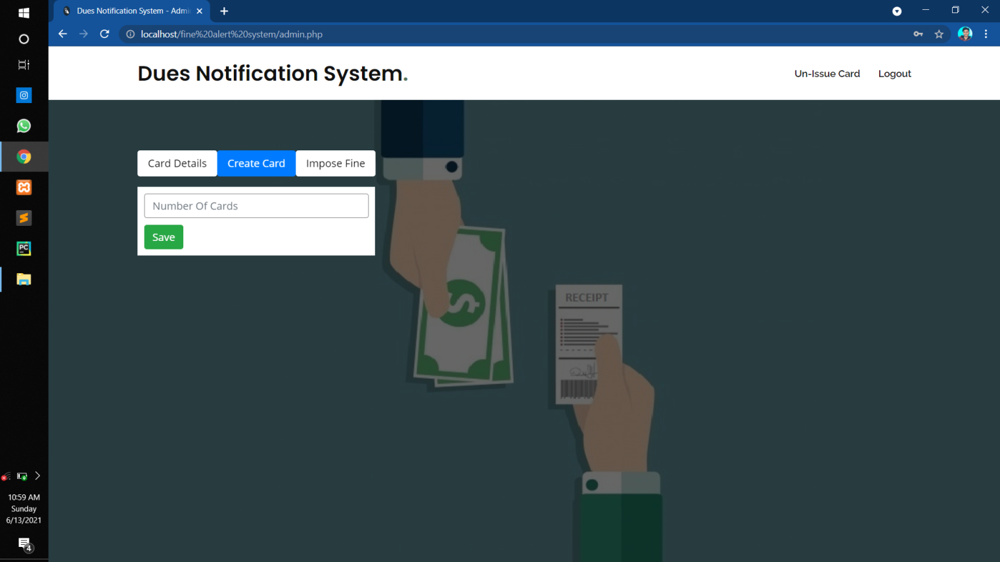 Dues Notification System - Admi
localhost/fine%20alert%20system/admin.php
Dues Notification System.
Un-Issue Card
Logout
Card Details
Create Card
Impose Fine
Number Of Cards
Save
RECEIPT
PC
10:59 AM
Sunday
6/13/2021
4